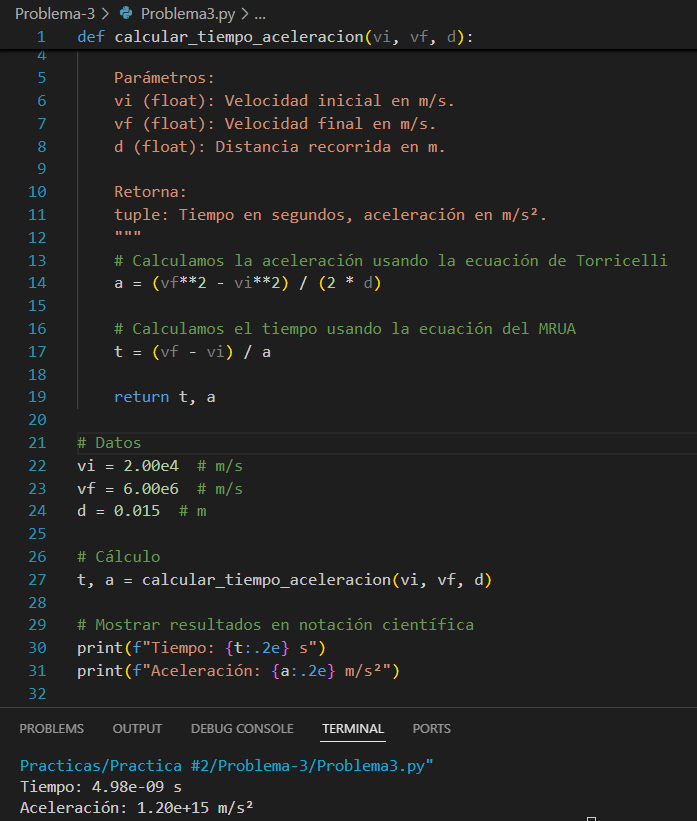 Problema-3 > Problema3.py > ...
1 def calcular_tiempo_aceleracion(vi, vf, d):
4
5 Parámetros:
6 vi (float): Velocidad inicial en m/s.
7 vf (float): Velocidad final en m/s.
8 d (float): Distancia recorrida en m.
9
10 Retorna:
11 tuple: Tiempo en segundos, aceleración en m/s².
12 """
13 # Calculamos la aceleración usando la ecuación de Torricelli
14 a = (vf**2 - vi**2) / (2 * d)
15
16 # Calculamos el tiempo usando la ecuación del MRUA
17 t = (vf - vi) / a
18
19 return t, a
20
21 # Datos
22 vi = 2.00e4  # m/s
23 vf = 6.00e6  # m/s
24 d = 0.015  # m
25
26 # Cálculo
27 t, a = calcular_tiempo_aceleracion(vi, vf, d)
28
29 # Mostrar resultados en notación científica
30 print(f"Tiempo: {t:.2e} s")
31 print(f"Aceleración: {a:.2e} m/s²")
32
PROBLEMS OUTPUT DEBUG CONSOLE TERMINAL PORTS
Practicas/Practica #2/Problema-3/Problema3.py"
Tiempo: 4.98e-09 s
Aceleración: 1.20e+15 m/s²